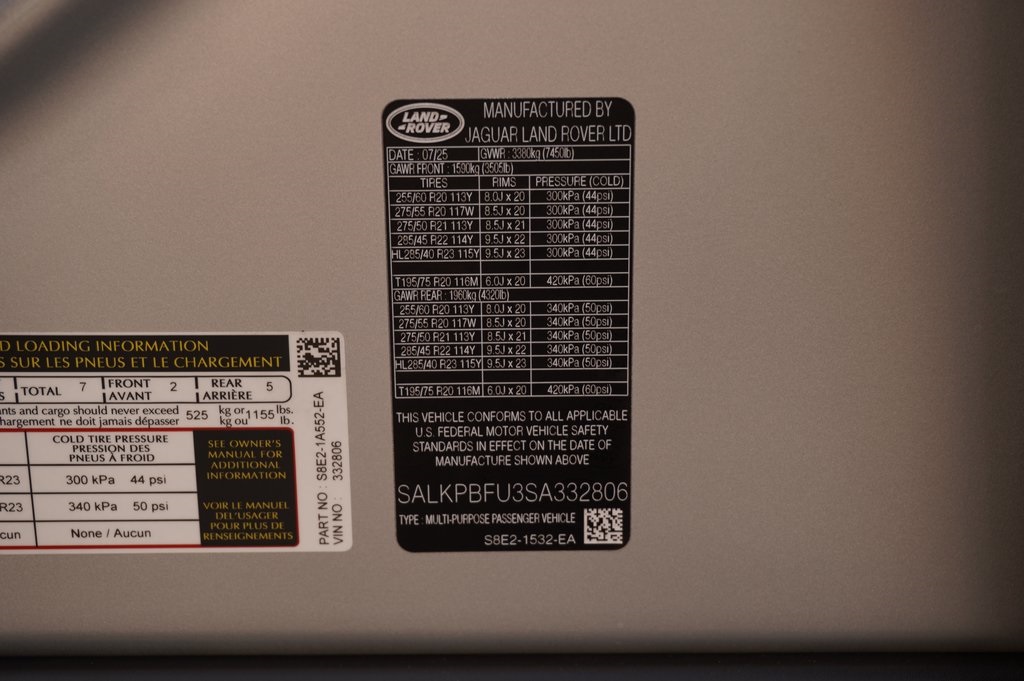 D LOADING INFORMATION
S SUR LES PNEUS ET LE CHARGEMENT
TOTAL 7 FRONT AVANT 2 REAR ARRIÈRE 5
ants and cargo should never exceed 525 kg or 1155 lbs.
hargement ne doit jamais dépasser kg ou lb.
COLD TIRE PRESSURE
PRESSION DES
PNEUS À FROID
R23 300 kPa 44 psi
R23 340 kPa 50 psi
cun None / Aucun
SEE OWNER'S
MANUAL FOR
ADDITIONAL
INFORMATION
VOIR LE MANUEL
DE L'USAGER
POUR PLUS DE
RENSEIGNEMENTS
PART NO : S8E2-1A552-EA
VIN NO : 332806
LAND ROVER
MANUFACTURED BY
JAGUAR LAND ROVER LTD
DATE : 07/25 GVWR : 3380kg (7450lb)
GAWR FRONT : 1590kg (3505lb)
TIRES RIMS PRESSURE (COLD)
255/60 R20 113Y 8.0J x 20 300kPa (44psi)
275/55 R20 117W 8.5J x 20 300kPa (44psi)
275/50 R21 113Y 8.5J x 21 300kPa (44psi)
285/45 R22 114Y 9.5J x 22 300kPa (44psi)
HL285/40 R23 115Y 9.5J x 23 300kPa (44psi)
T195/75 R20 116M 6.0J x 20 420kPa (60psi)
GAWR REAR : 1960kg (4320lb)
255/60 R20 113Y 8.0J x 20 340kPa (50psi)
275/55 R20 117W 8.5J x 20 340kPa (50psi)
275/50 R21 113Y 8.5J x 21 340kPa (50psi)
285/45 R22 114Y 9.5J x 22 340kPa (50psi)
HL285/40 R23 115Y 9.5J x 23 340kPa (50psi)
T195/75 R20 116M 6.0J x 20 420kPa (60psi)
THIS VEHICLE CONFORMS TO ALL APPLICABLE
U.S. FEDERAL MOTOR VEHICLE SAFETY
STANDARDS IN EFFECT ON THE DATE OF
MANUFACTURE SHOWN ABOVE
SALKPBFU3SA332806
TYPE : MULTI-PURPOSE PASSENGER VEHICLE
S8E2-1532-EA